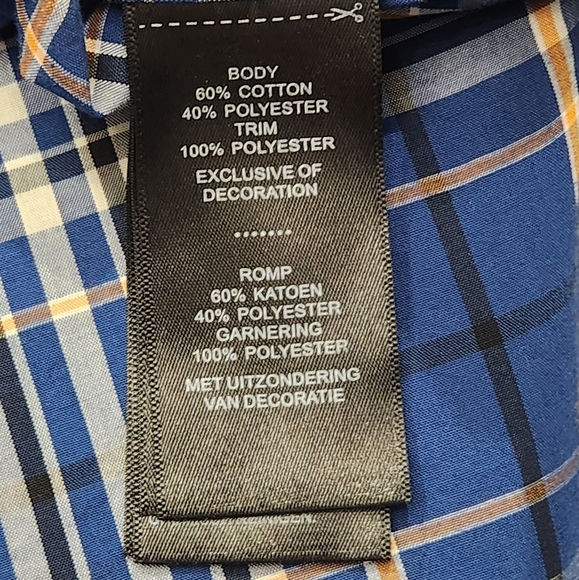 BODY
60% COTTON
40% POLYESTER
TRIM
100% POLYESTER
EXCLUSIVE OF
DECORATION
.......
ROMP
60% KATOEN
40% POLYESTER
GARNERING
100% POLYESTER
MET UITZONDERING
VAN DECORATIE